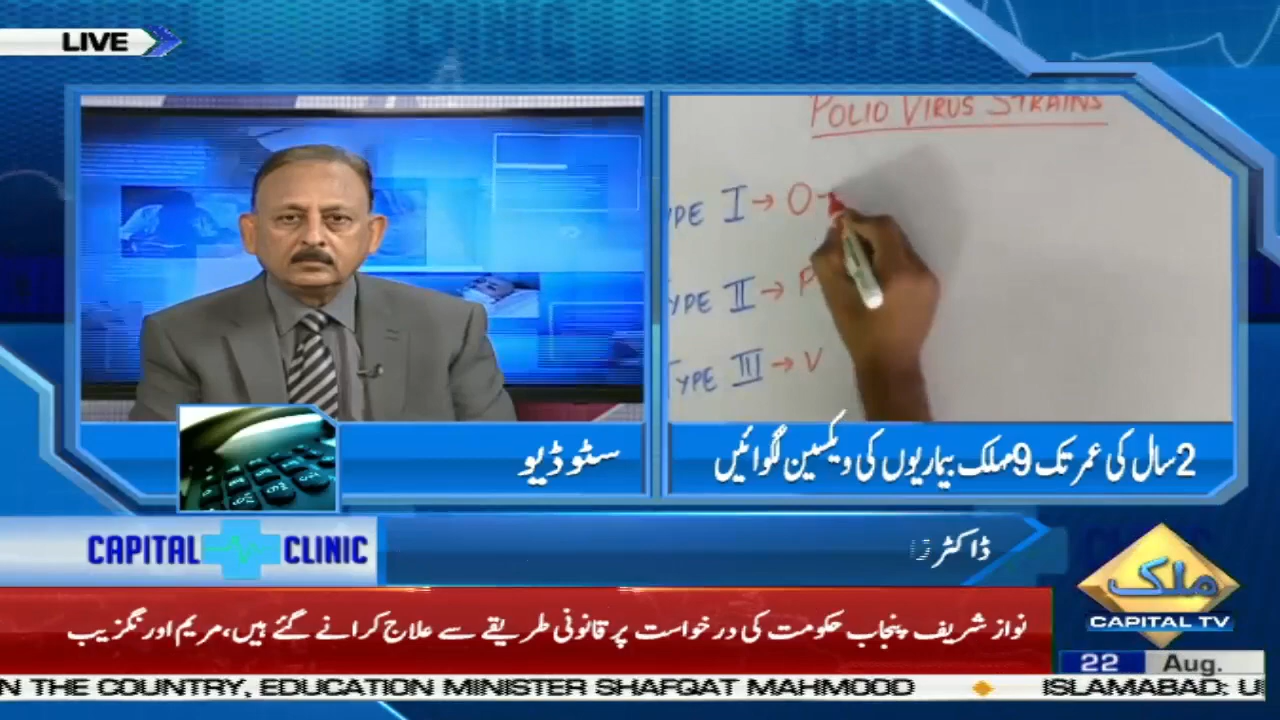 LIVE
POLIO VIRUS STRAINS
YPE I → O →
TYPE II → P
TYPE III → V
سٹوڈیو
2 سال کی عمر تک 9 مہلک بیماریوں کی ویکسین لگوائیں
CAPITAL CLINIC
ڈاکٹر
ملک
CAPITAL TV
نواز شریف پنجاب حکومت کی درخواست پر قانونی طریقے سے علاج کرانے گئے ہیں، مریم اورنگزیب
22 Aug.
N THE COUNTRY, EDUCATION MINISTER SHAFQAT MAHMOOD ISLAMABAD: U